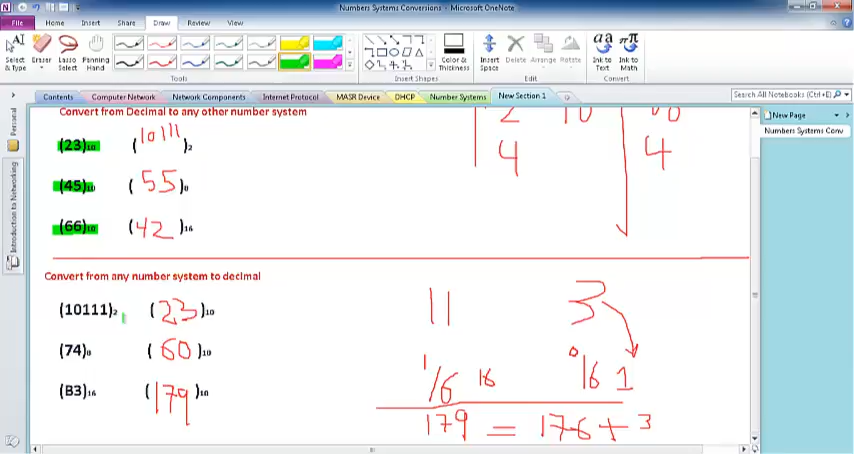 Numbers Systems Conversions - Microsoft OneNote
File Home Insert Share Draw Review View
Select & Type Eraser Lasso Select Panning Hand Color & Thickness Insert Space Delete Arrange Rotate Ink to Text Ink to Math
Tools Insert Shapes Edit Convert
Contents Computer Network Network Components Internet Protocol MASR Device DHCP Number Systems New Section 1 Search All Notebooks (Ctrl+E)
New Page
Numbers Systems Conv
Personal
Introduction to Networking
Convert from Decimal to any other number system
2 10
(23)10 (10111)2
4 4
(45)10 (55)8
(66)10 (42)16
Convert from any number system to decimal
(10111)2 (23)10 11 3
(74)8 (60)10
1 16 16 0 16 1
(B3)16 (179)10
179 = 176 + 3